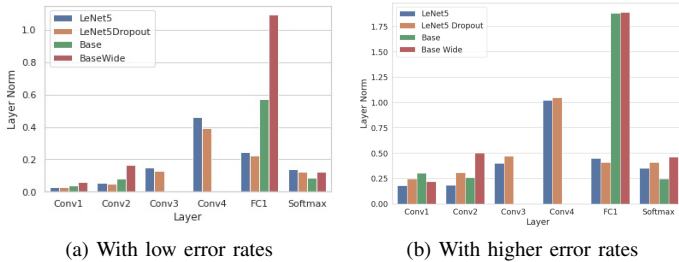 LeNet5
LeNet5Dropout
Base
BaseWide
Layer Norm
1.0
0.8
0.6
0.4
0.2
0.0
Conv1 Conv2 Conv3 Conv4 FC1 Softmax
Layer
(a) With low error rates
LeNet5
LeNet5 Dropout
Base
Base Wide
Layer Norm
1.75
1.50
1.25
1.00
0.75
0.50
0.25
0.00
Conv1 Conv2 Conv3 Conv4 FC1 Softmax
Layer
(b) With higher error rates